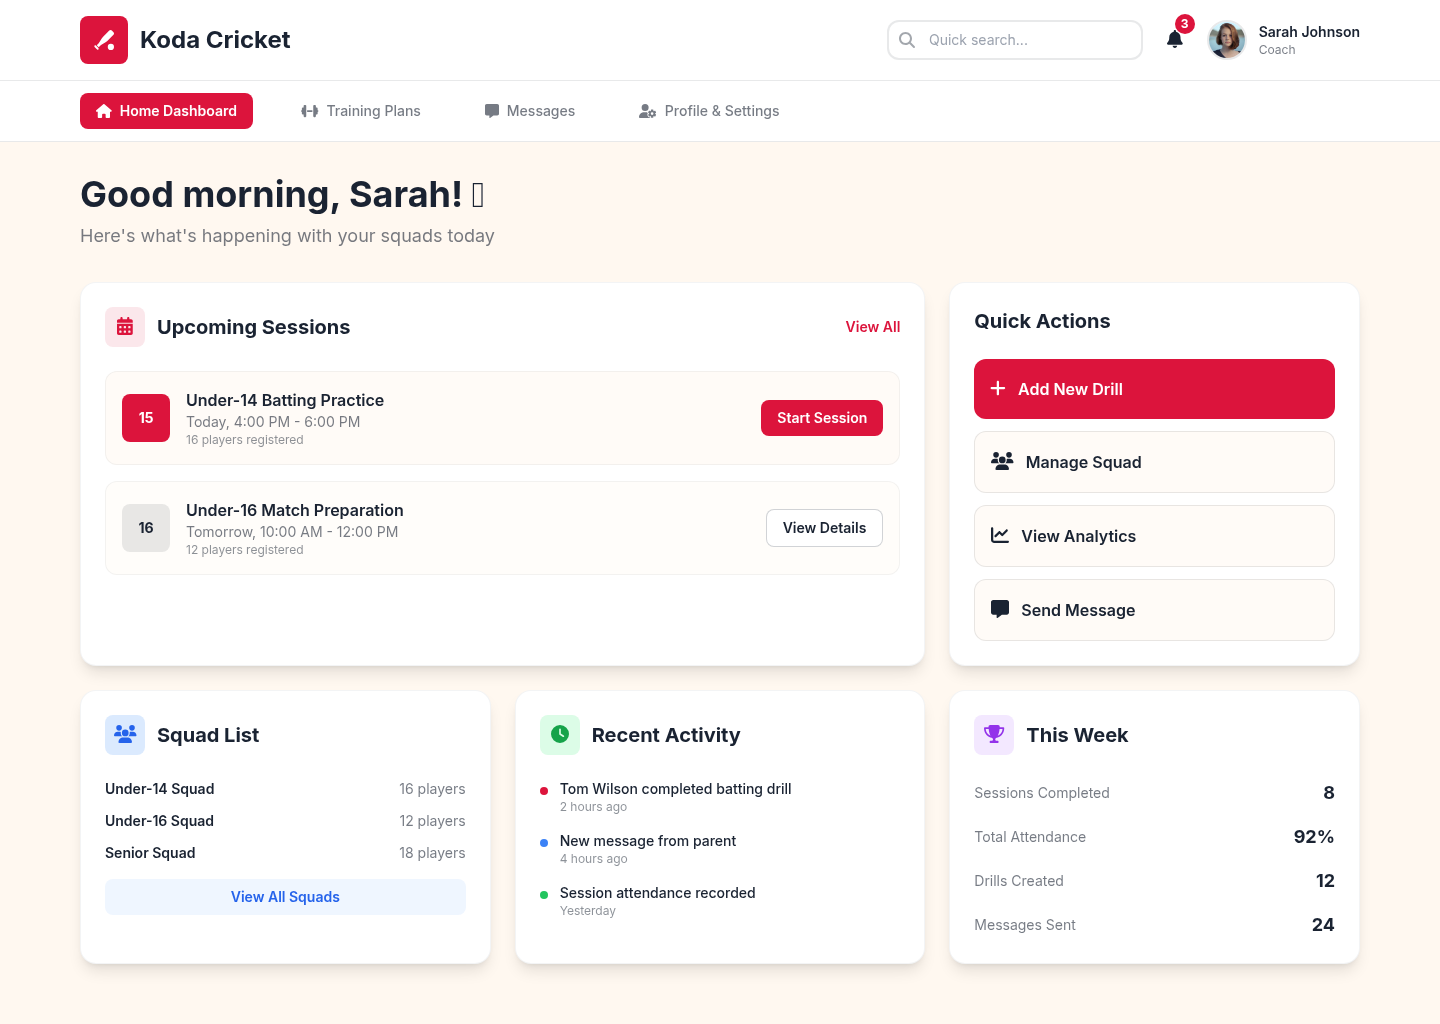 Koda Cricket
Quick search...
3
Sarah Johnson
Coach
Home Dashboard
Training Plans
Messages
Profile & Settings
Good morning, Sarah!
Here's what's happening with your squads today
Upcoming Sessions
View All
15
Under-14 Batting Practice
Today, 4:00 PM - 6:00 PM
16 players registered
Start Session
16
Under-16 Match Preparation
Tomorrow, 10:00 AM - 12:00 PM
12 players registered
View Details
Quick Actions
Add New Drill
Manage Squad
View Analytics
Send Message
Squad List
Under-14 Squad 16 players
Under-16 Squad 12 players
Senior Squad 18 players
View All Squads
Recent Activity
Tom Wilson completed batting drill
2 hours ago
New message from parent
4 hours ago
Session attendance recorded
Yesterday
This Week
Sessions Completed 8
Total Attendance 92%
Drills Created 12
Messages Sent 24